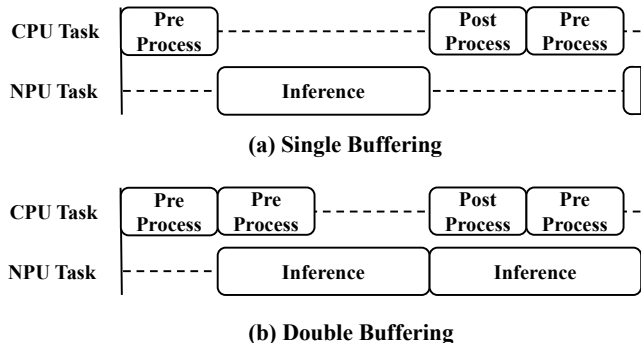 Pre
Process
Post
Process
Pre
Process
CPU Task
NPU Task
Inference
(a) Single Buffering
Pre
Process
Pre
Process
Post
Process
Pre
Process
CPU Task
NPU Task
Inference
Inference
(b) Double Buffering